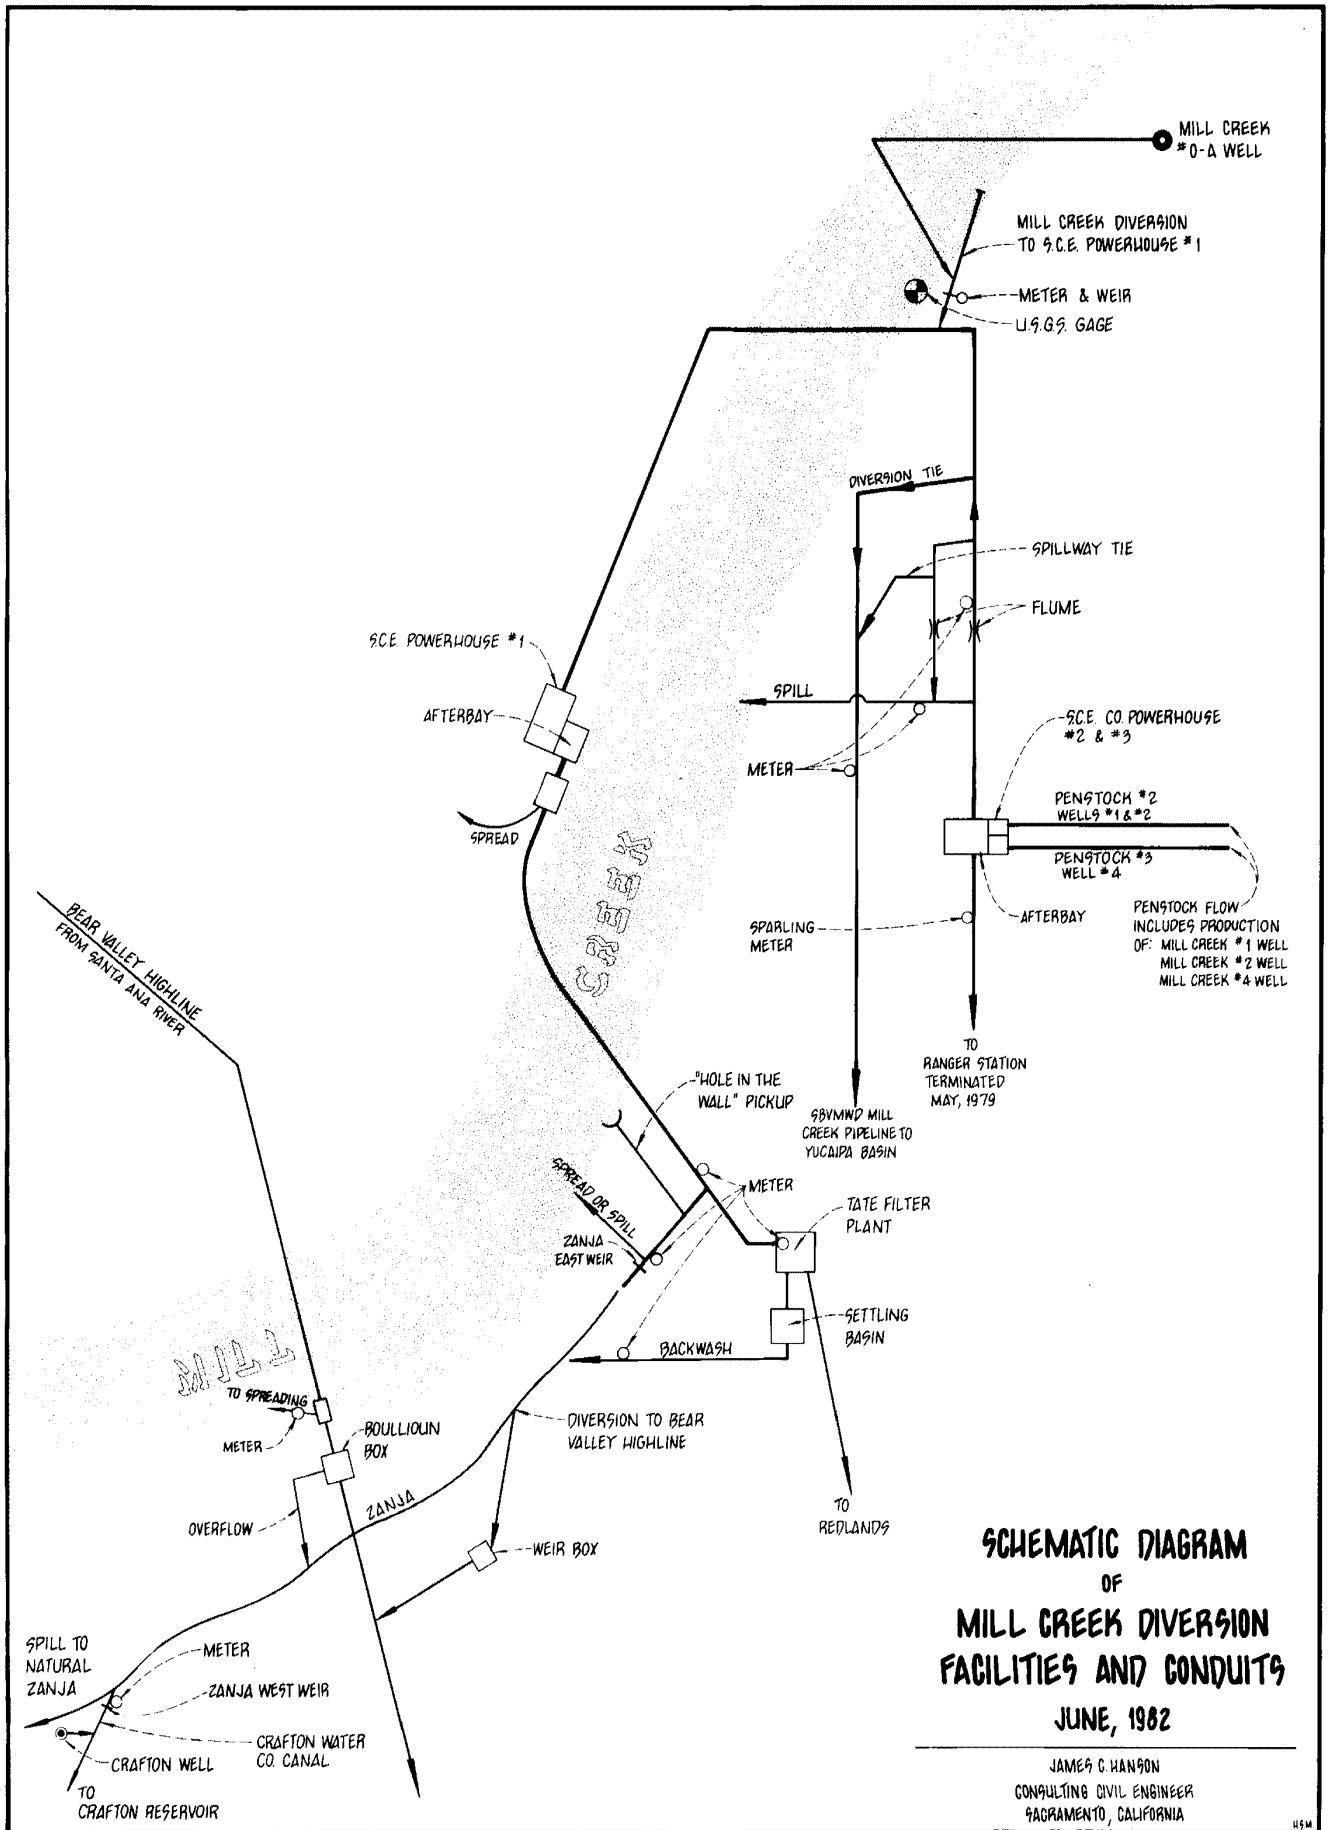 MILL CREEK
#0-A WELL
MILL CREEK DIVERSION
TO S.C.E. POWERHOUSE #1
METER & WEIR
U.S.G.S. GAGE
DIVERSION TIE
SPILLWAY TIE
FLUME
S.C.E. POWERHOUSE #1
AFTERBAY
SPILL
S.C.E. CO. POWERHOUSE
#2 & #3
METER
PENSTOCK #2
WELLS #1 & #2
PENSTOCK #3
WELL #4
SPREAD
CREEK
AFTERBAY
SPARLING
METER
PENSTOCK FLOW
INCLUDES PRODUCTION
OF: MILL CREEK #1 WELL
MILL CREEK #2 WELL
MILL CREEK #4 WELL
BEAR VALLEY HIGHLINE
FROM SANTA ANA RIVER
TO
RANGER STATION
TERMINATED
MAY, 1979
"HOLE IN THE
WALL" PICKUP
SBVMWD MILL
CREEK PIPELINE TO
YUCAIPA BASIN
SPREAD OR SPILL
METER
TATE FILTER
PLANT
ZANJA
EAST WEIR
SETTLING
BASIN
BACKWASH
MILL
TO SPREADING
METER
BOULLIOUN
BOX
DIVERSION TO BEAR
VALLEY HIGHLINE
ZANJA
OVERFLOW
WEIR BOX
TO
REDLANDS
SPILL TO
NATURAL
ZANJA
METER
ZANJA WEST WEIR
CRAFTON WATER
CO. CANAL
CRAFTON WELL
TO
CRAFTON RESERVOIR
SCHEMATIC DIAGRAM
OF
MILL CREEK DIVERSION
FACILITIES AND CONDUITS
JUNE, 1982
JAMES C. HANSON
CONSULTING CIVIL ENGINEER
SACRAMENTO, CALIFORNIA
HSM